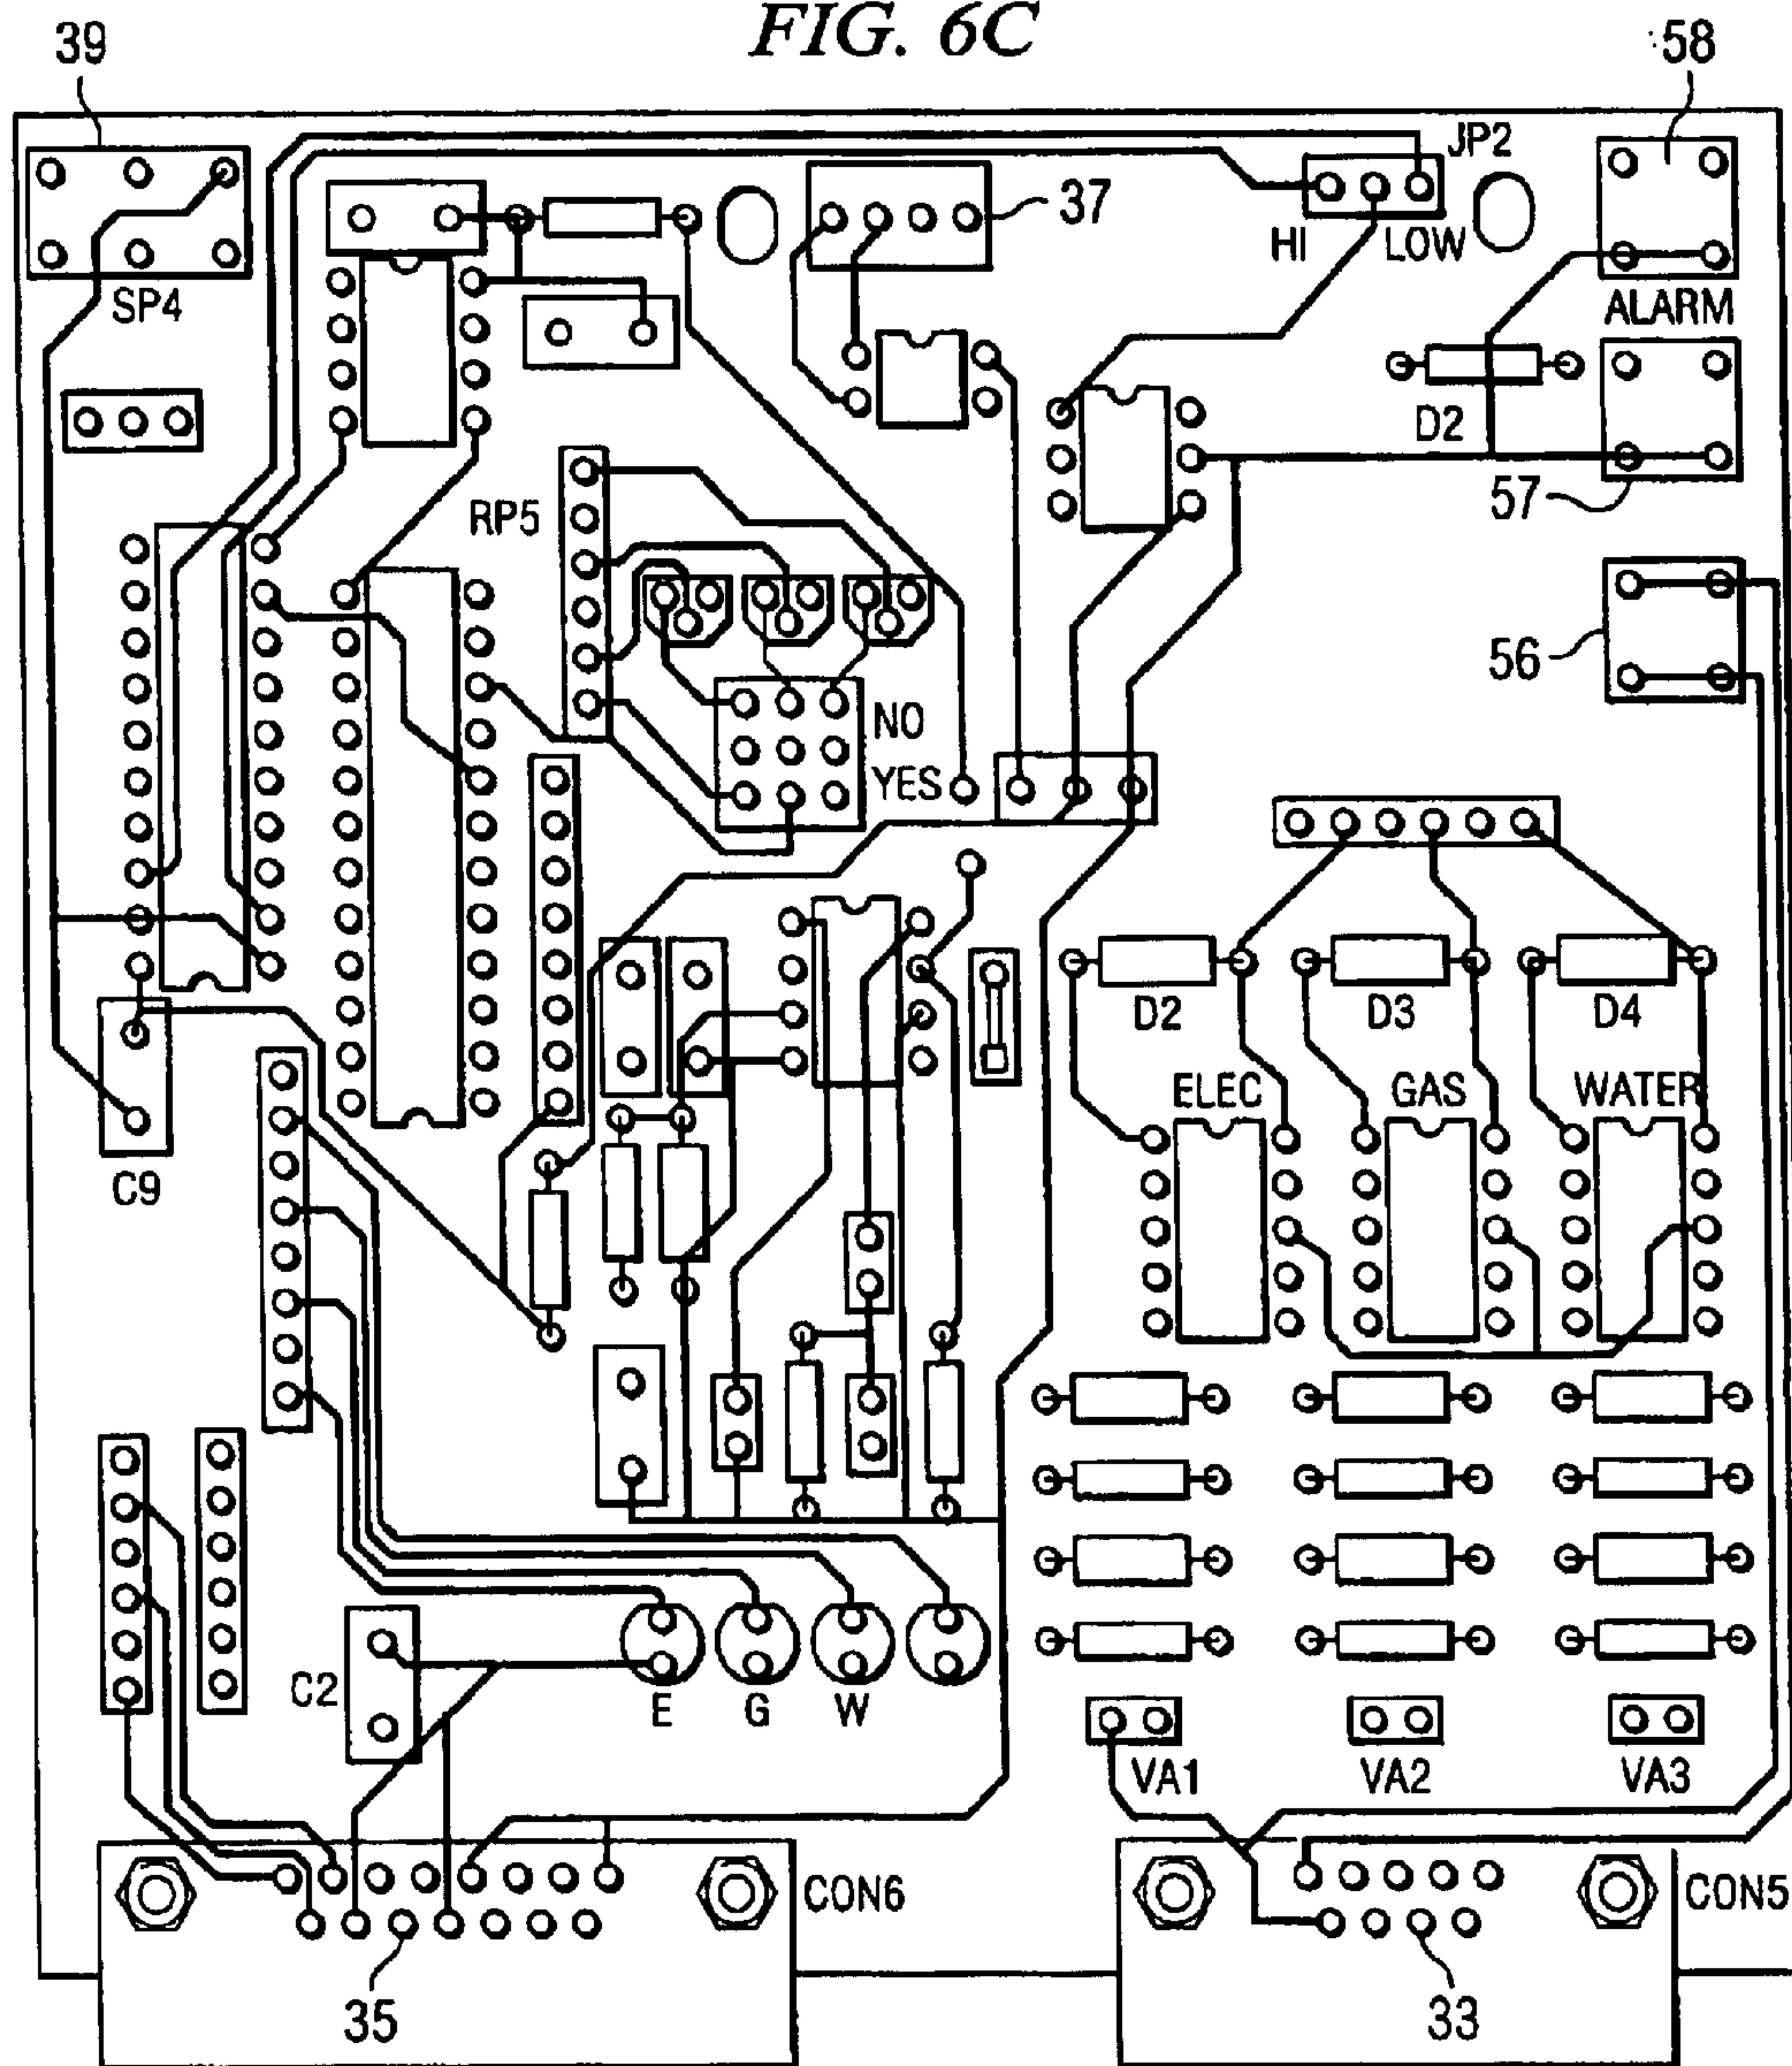 FIG. 6C
39
58
JP2
37
HI
LOW
SP4
ALARM
D2
RP5
57
56
NO
YES
D2
D3
D4
ELEC
GAS
WATER
C9
C2
E
G
W
VA1
VA2
VA3
CON6
CON5
35
33